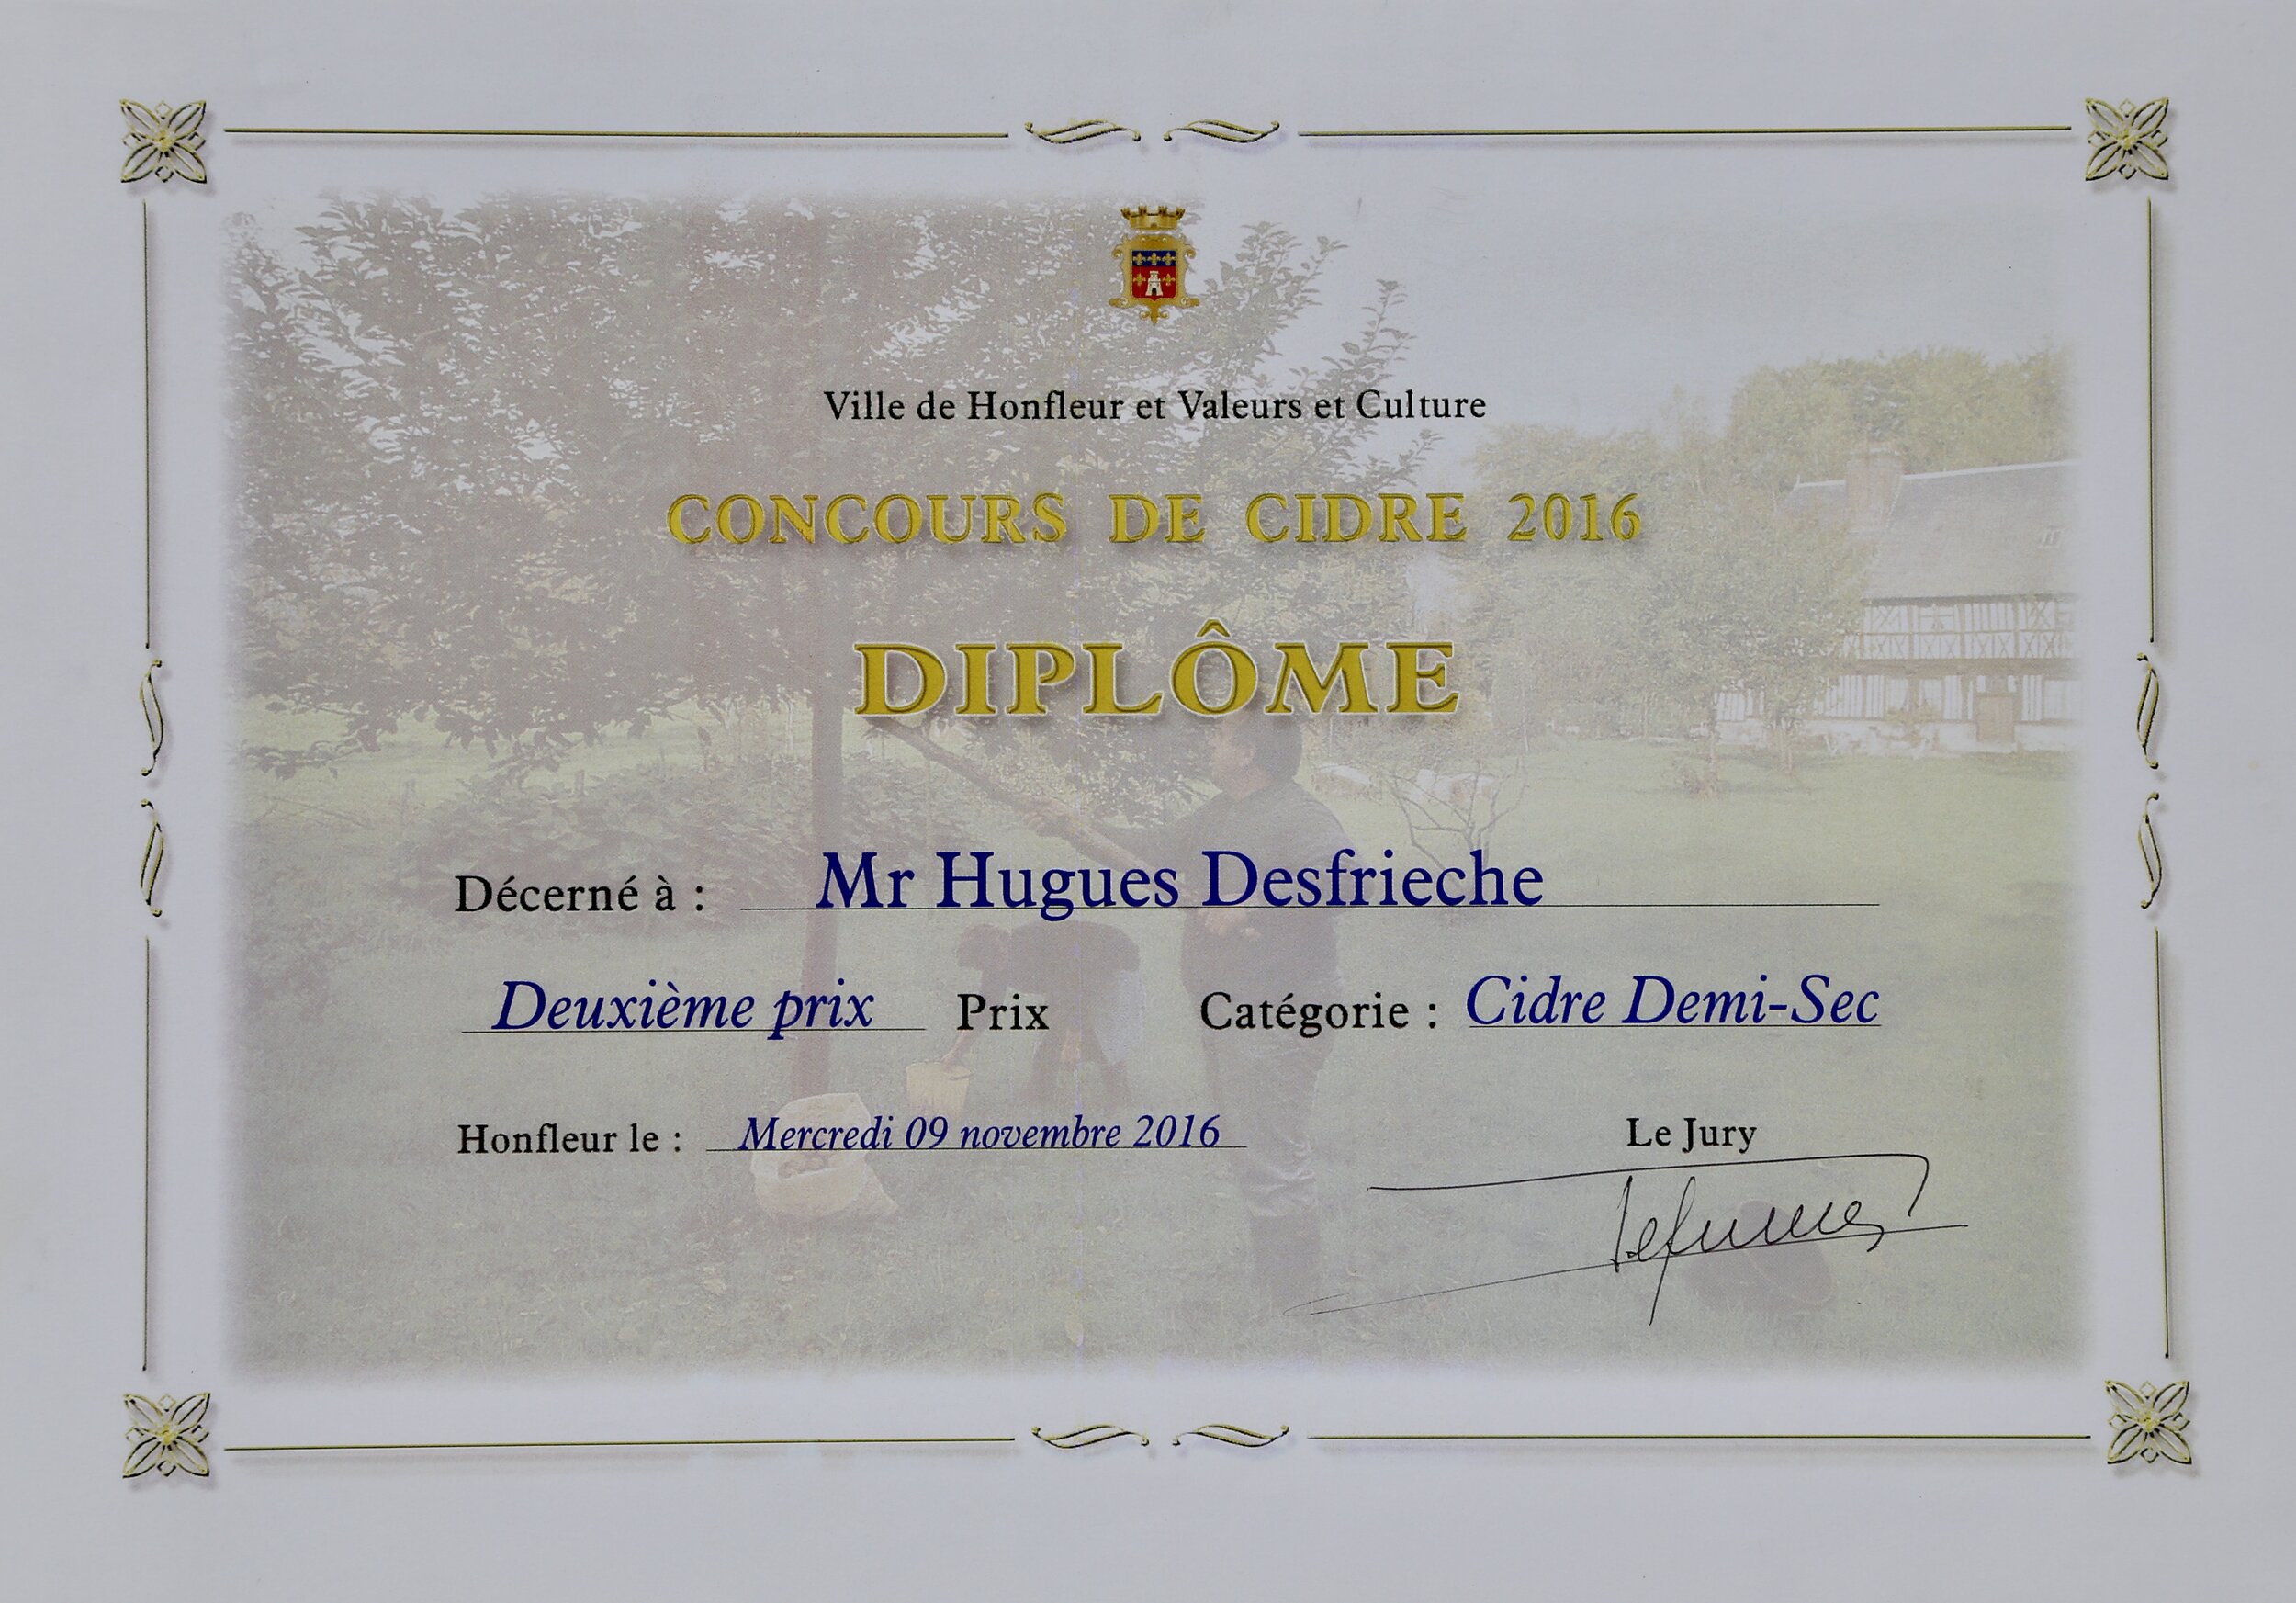 Ville de Honfleur et Valeurs et Culture
CONCOURS DE CIDRE 2016
DIPLÔME
Décerné à : Mr Hugues Desfrieche
Deuxième prix Prix Catégorie : Cidre Demi-Sec
Honfleur le : Mercredi 09 novembre 2016 Le Jury